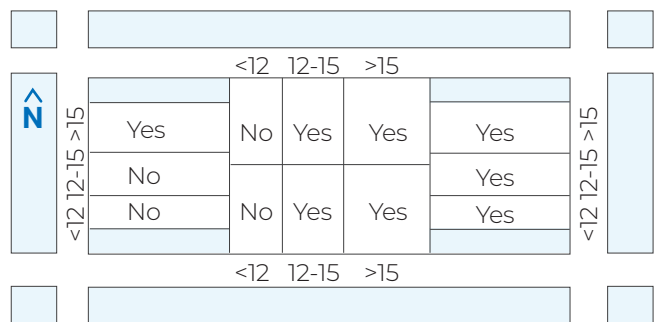 <12 12-15 >15
N
<12 12-15 >15
Yes No Yes Yes Yes
No Yes
No No Yes Yes Yes
<12 12-15 >15
<12 12-15 >15